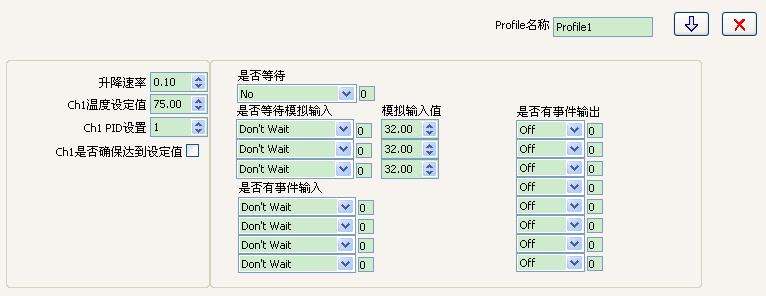 Profile名称 Profile1
升降速率 0.10
Ch1温度设定值 75.00
Ch1 PID设置 1
Ch1是否确保达到设定值
是否等待
No 0
是否等待模拟输入 模拟输入值
Don't Wait 0 32.00
Don't Wait 0 32.00
Don't Wait 0 32.00
是否有事件输入
Don't Wait 0
Don't Wait 0
Don't Wait 0
Don't Wait 0
是否有事件输出
Off 0
Off 0
Off 0
Off 0
Off 0
Off 0
Off 0
Off 0